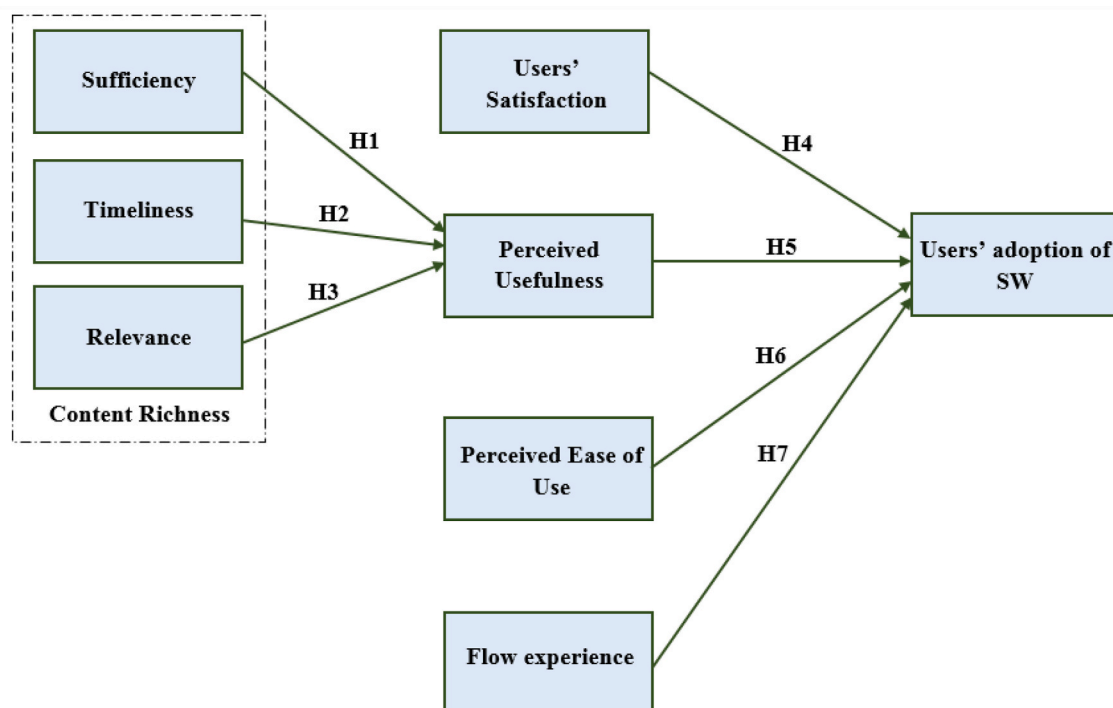 Sufficiency
Timeliness
Relevance
Content Richness
H1
H2
H3
Users’
Satisfaction
Perceived
Usefulness
Perceived Ease of
Use
Flow experience
H4
H5
H6
H7
Users’ adoption of
SW